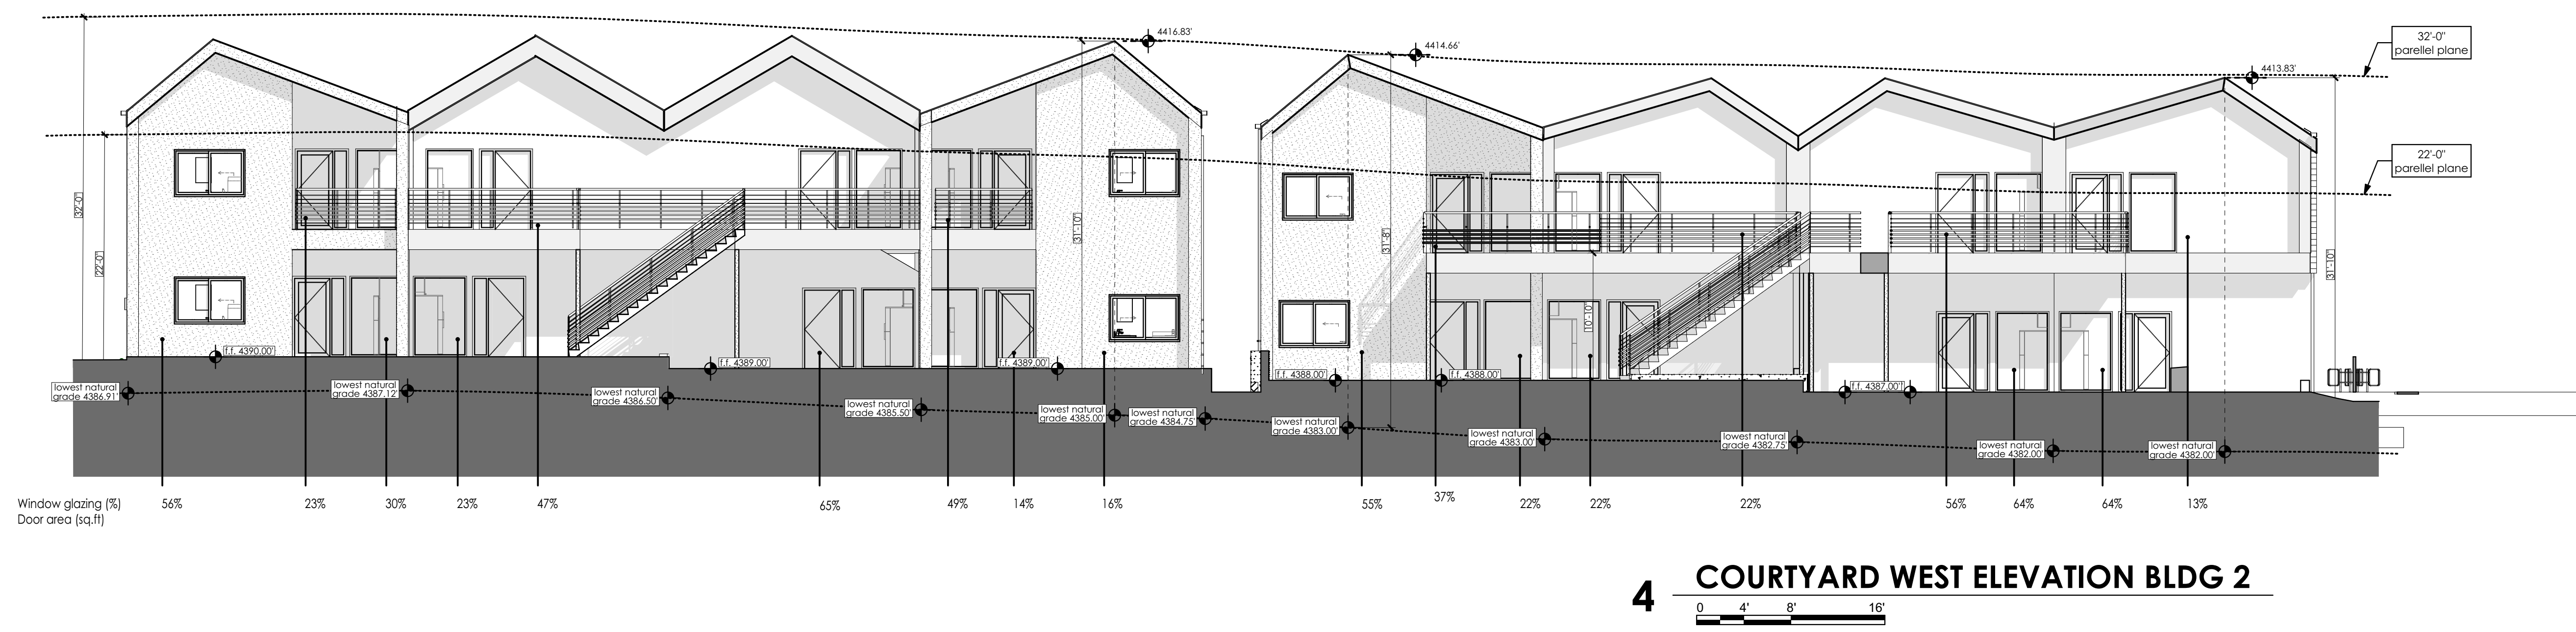 4416.83'
4414.66'
4413.83'
32'-0"
parellel plane
22'-0"
parellel plane
32'-0"
22'-0"
31'-10"
31'-8"
10'-10"
31'-10"
f.f. 4390.00'
f.f. 4389.00'
f.f. 4389.00'
f.f. 4388.00'
f.f. 4388.00'
f.f. 4387.00'
lowest natural
grade 4386.91'
lowest natural
grade 4387.12'
lowest natural
grade 4386.50'
lowest natural
grade 4385.50'
lowest natural
grade 4385.00'
lowest natural
grade 4384.75'
lowest natural
grade 4383.00'
lowest natural
grade 4383.00'
lowest natural
grade 4382.75'
lowest natural
grade 4382.00'
lowest natural
grade 4382.00'
Window glazing (%) 56% 23% 30% 23% 47% 65% 49% 14% 16% 55% 37% 22% 22% 22% 56% 64% 64% 13%
Door area (sq.ft)
4 COURTYARD WEST ELEVATION BLDG 2
0 4' 8' 16'